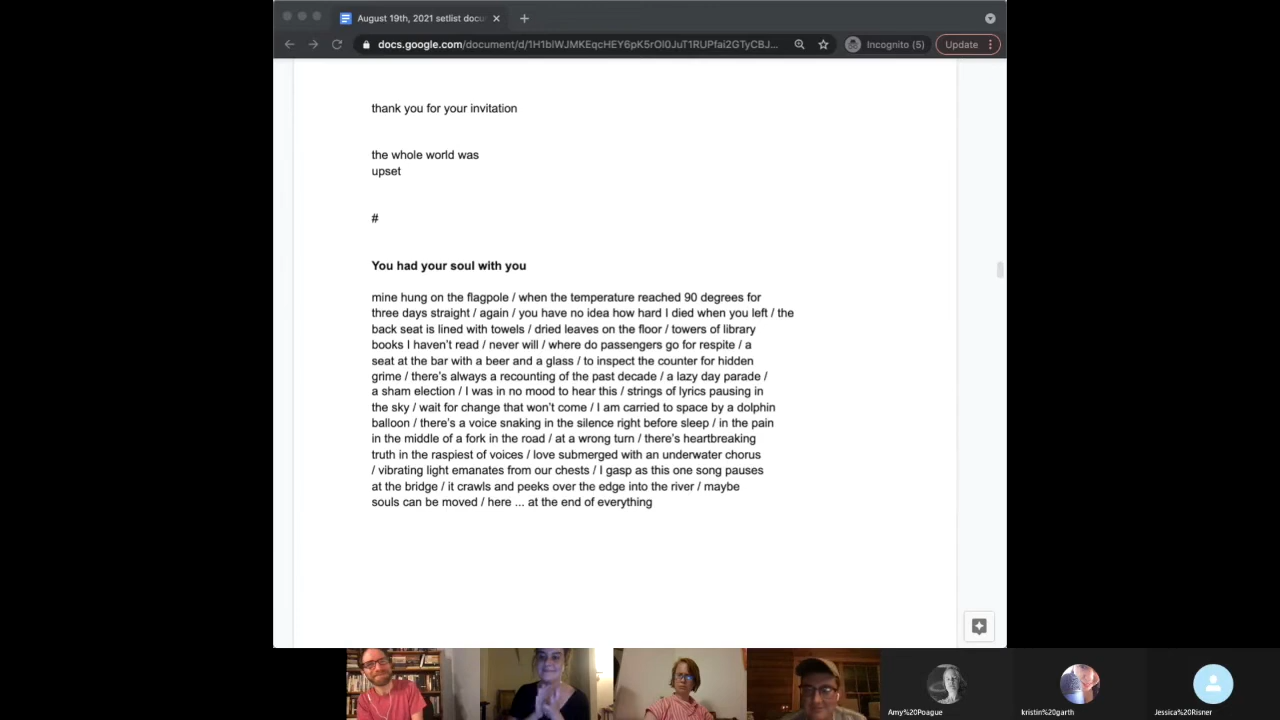 August 19th, 2021 setlist docu
docs.google.com/document/d/1H1blWJMKEqcHEY6pK5rOl0JuT1RUPfai2GTyCBJ...
Incognito (5)
Update
thank you for your invitation
the whole world was
upset
#
You had your soul with you
mine hung on the flagpole / when the temperature reached 90 degrees for
three days straight / again / you have no idea how hard I died when you left / the
back seat is lined with towels / dried leaves on the floor / towers of library
books I haven't read / never will / where do passengers go for respite / a
seat at the bar with a beer and a glass / to inspect the counter for hidden
grime / there's always a recounting of the past decade / a lazy day parade /
a sham election / I was in no mood to hear this / strings of lyrics pausing in
the sky / wait for change that won't come / I am carried to space by a dolphin
balloon / there's a voice snaking in the silence right before sleep / in the pain
in the middle of a fork in the road / at a wrong turn / there's heartbreaking
truth in the raspiest of voices / love submerged with an underwater chorus
/ vibrating light emanates from our chests / I gasp as this one song pauses
at the bridge / it crawls and peeks over the edge into the river / maybe
souls can be moved / here ... at the end of everything
Amy%20Poague
kristin%20garth
Jessica%20Risner